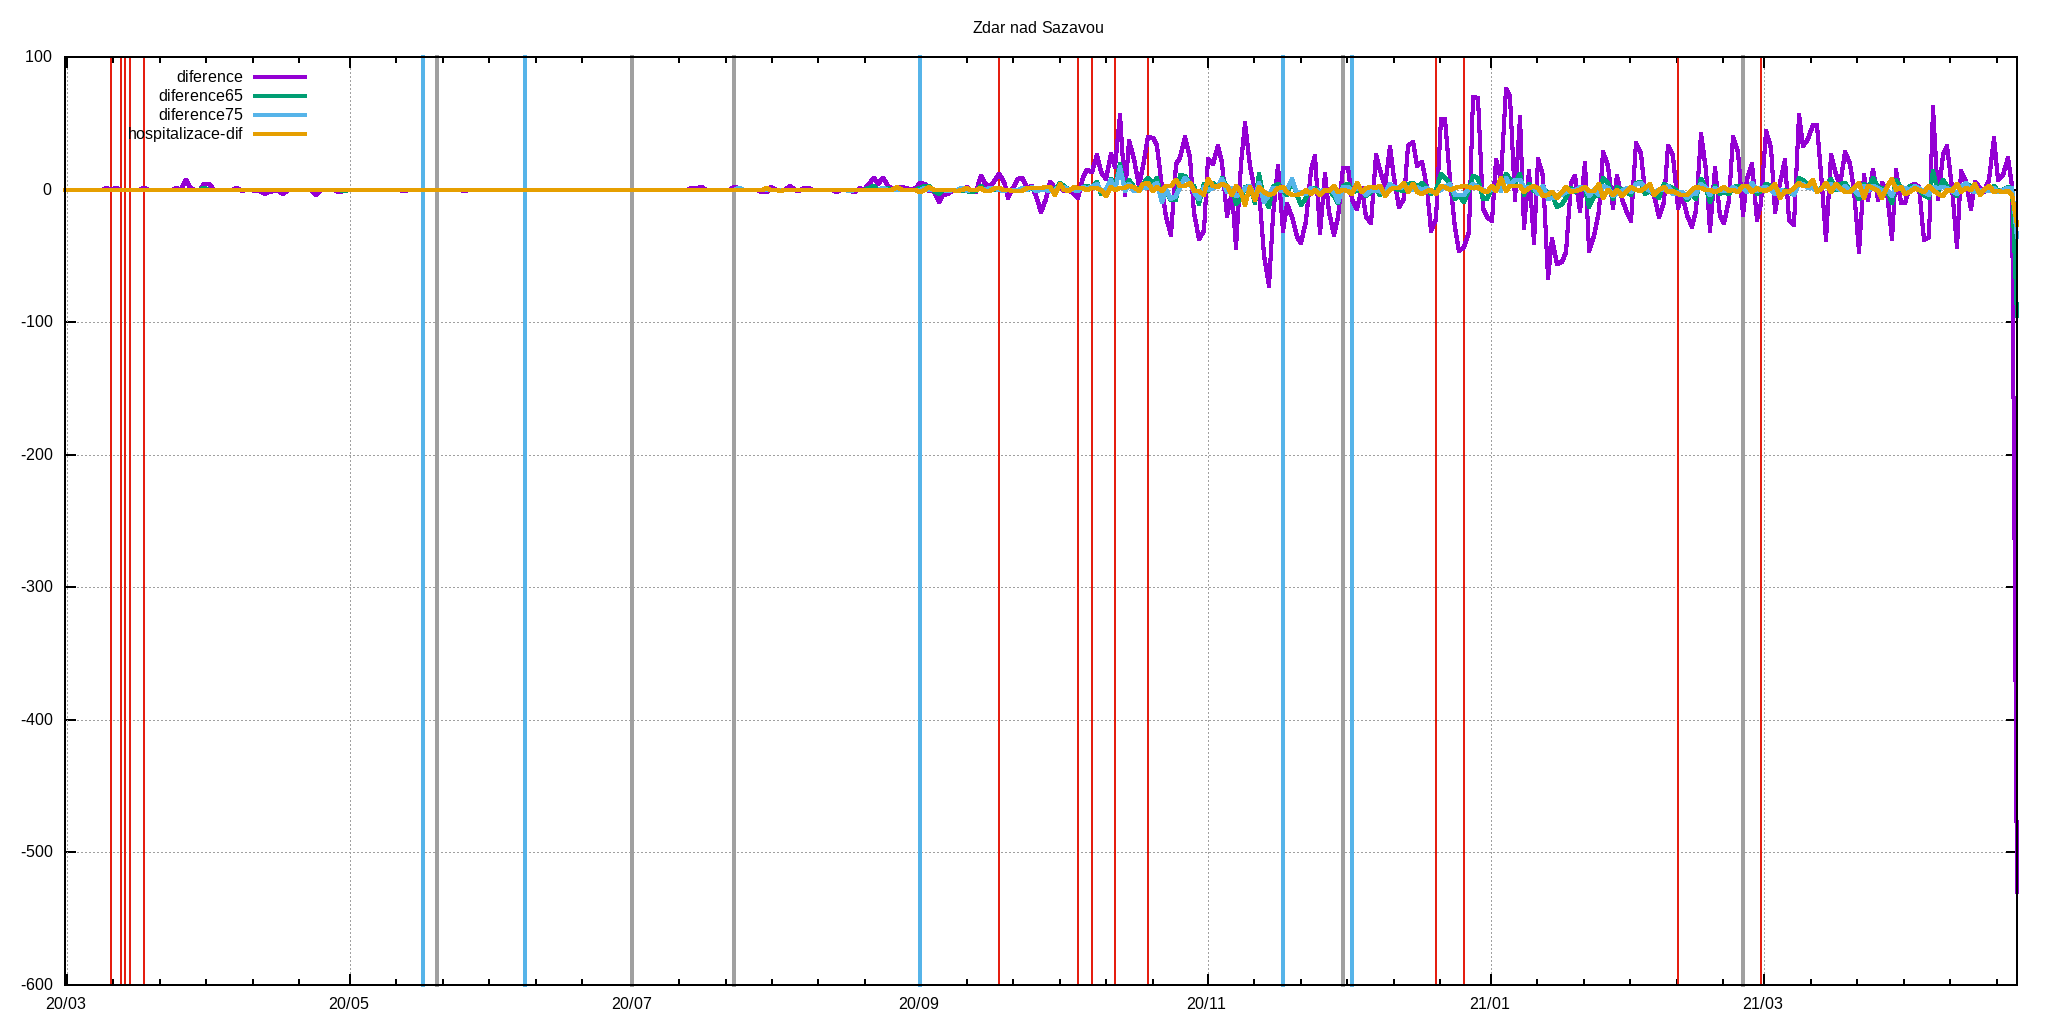 Zdar nad Sazavou
100
0
-100
-200
-300
-400
-500
-600
diference
diference65
diference75
hospitalizace-dif
20/03 20/05 20/07 20/09 20/11 21/01 21/03